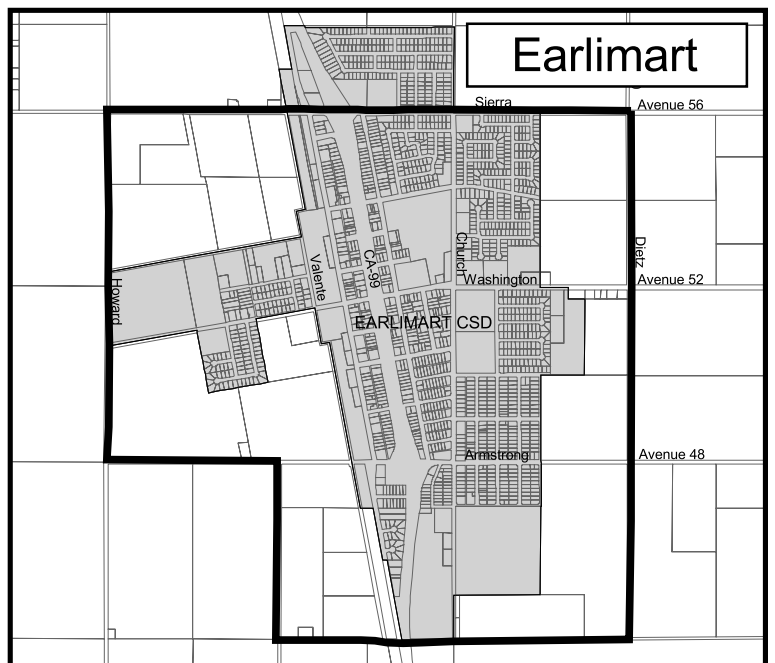 Earlimart
Sierra
Avenue 56
Dietz
Church
CA-99
Valente
Howard
Washington
Avenue 52
EARLIMART CSD
Armstrong
Avenue 48